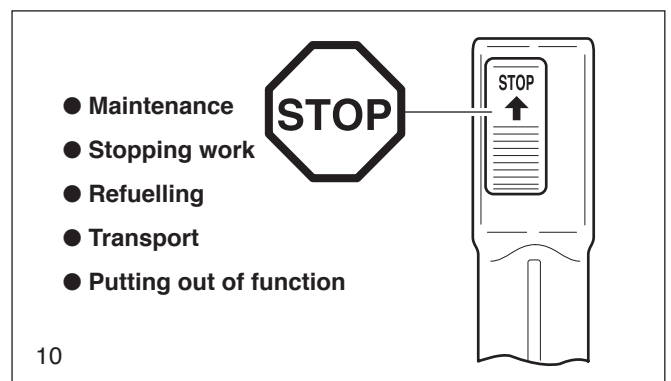 ● Maintenance
● Stopping work
● Refuelling
● Transport
● Putting out of function
STOP
STOP
10